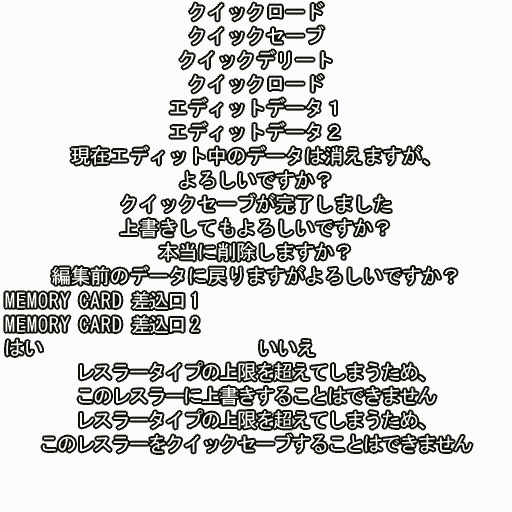 クイックロード
クイックセーブ
クイックデリート
クイックロード
エディットデータ1
エディットデータ2
現在エディット中のデータは消えますが、
よろしいですか？
クイックセーブが完了しました
上書きしてもよろしいですか？
本当に削除しますか？
編集前のデータに戻りますがよろしいですか？
MEMORY CARD 差込口1
MEMORY CARD 差込口2
はい いいえ
レスラータイプの上限を超えてしまうため、
このレスラーに上書きすることはできません
レスラータイプの上限を超えてしまうため、
このレスラーをクイックセーブすることはできません